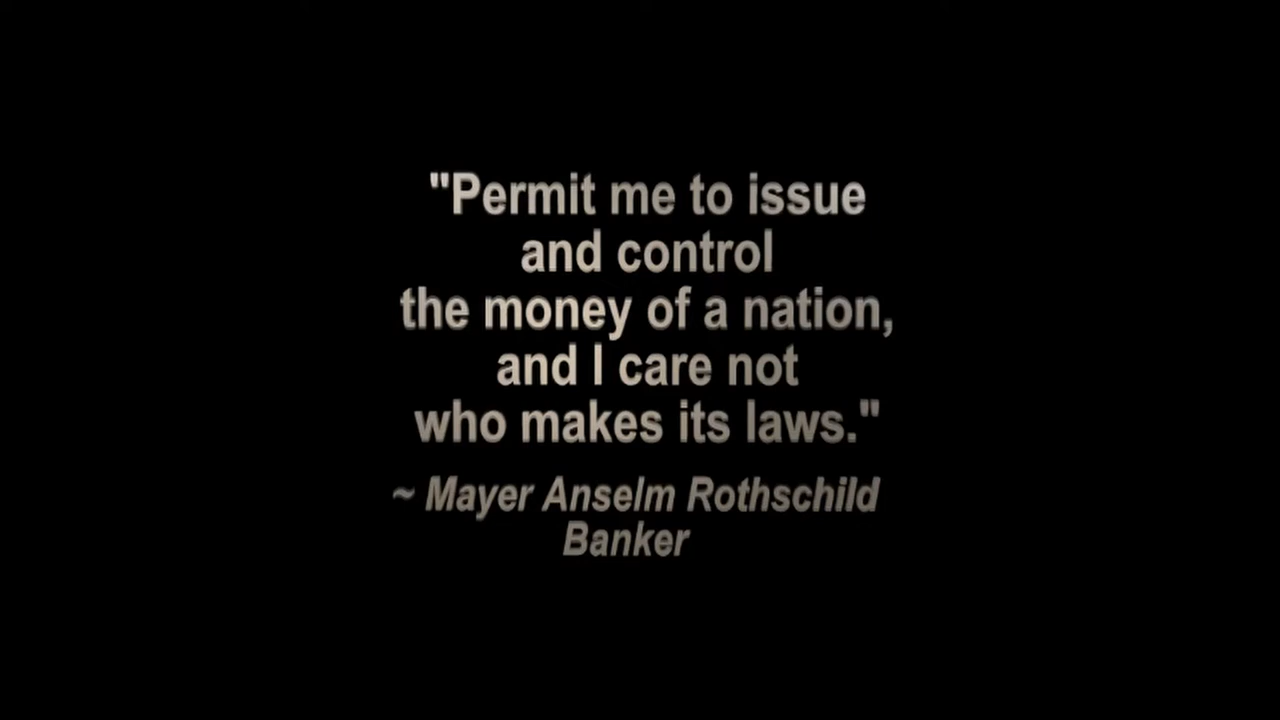 "Permit me to issue
and control
the money of a nation,
and I care not
who makes its laws."
~ Mayer Anselm Rothschild
Banker